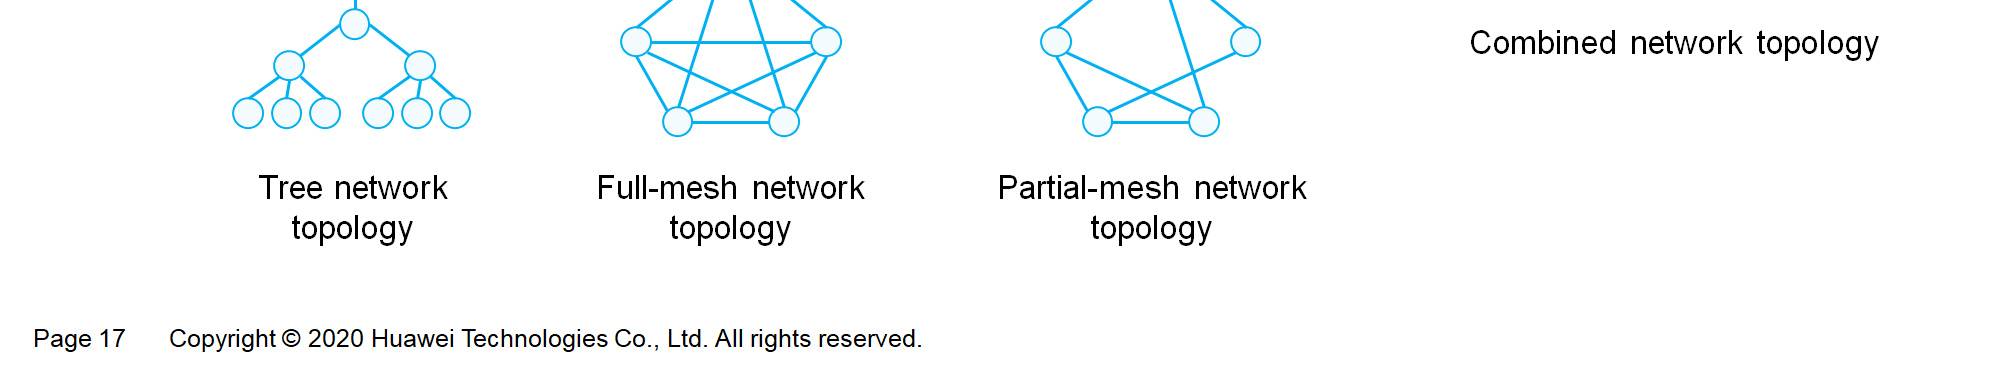 Combined network topology
Tree network
topology
Full-mesh network
topology
Partial-mesh network
topology
Page 17 Copyright © 2020 Huawei Technologies Co., Ltd. All rights reserved.